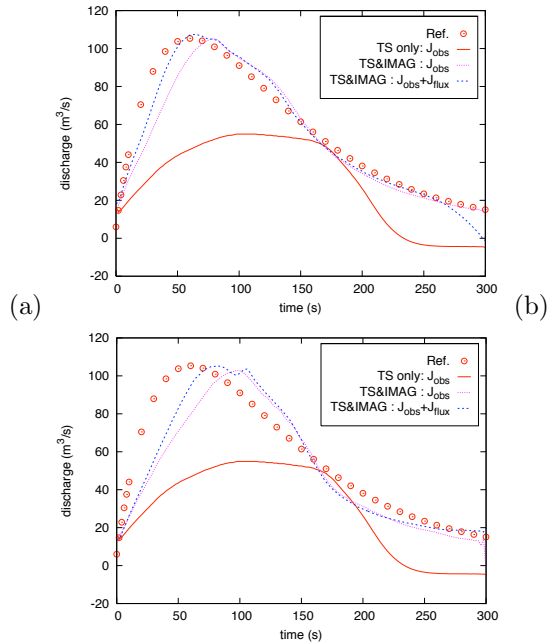 120
100
80
60
40
20
0
-20
discharge (m³/s)
Ref.
TS only: J_obs
TS&IMAG : J_obs
TS&IMAG : J_obs+J_flux
0 50 100 150 200 250 300
time (s)
(a) (b)
120
100
80
60
40
20
0
-20
discharge (m³/s)
Ref.
TS only: J_obs
TS&IMAG : J_obs
TS&IMAG : J_obs+J_flux
0 50 100 150 200 250 300
time (s)